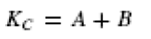 K_C = A + B